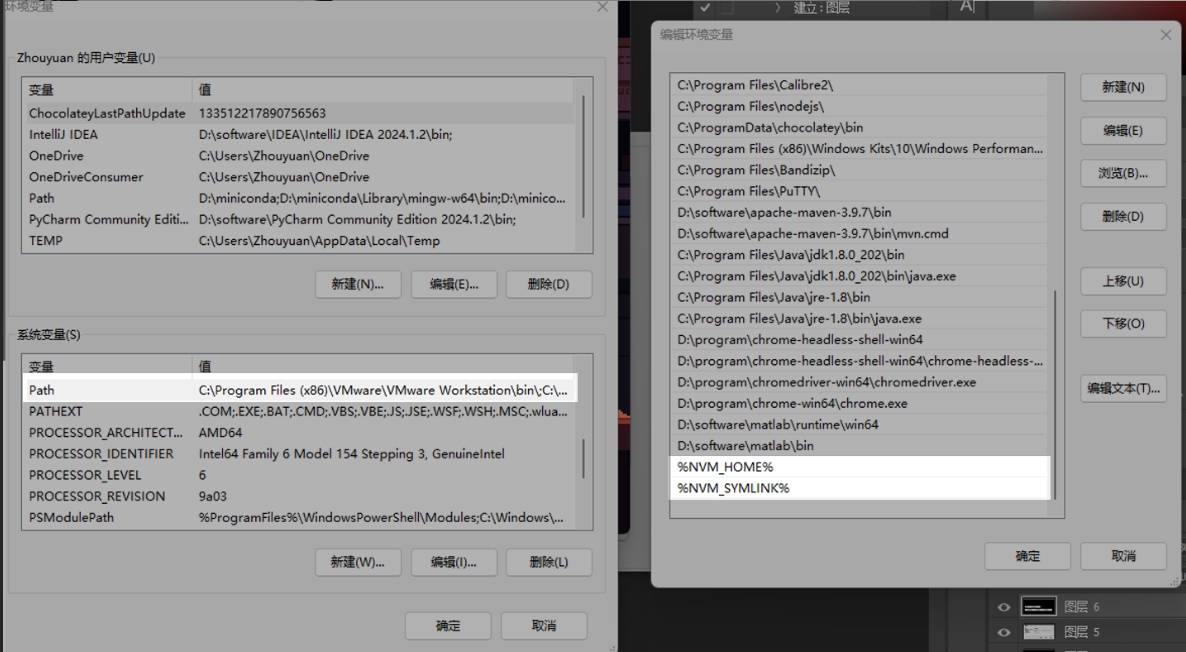 环境变量
Zhouyuan 的用户变量(U)
变量 值
ChocolateyLastPathUpdate 133512217890756563
IntelliJ IDEA D:\software\IDEA\IntelliJ IDEA 2024.1.2\bin;
OneDrive C:\Users\Zhouyuan\OneDrive
OneDriveConsumer C:\Users\Zhouyuan\OneDrive
Path D:\miniconda;D:\miniconda\Library\mingw-w64\bin;D:\minico...
PyCharm Community Editi... D:\software\PyCharm Community Edition 2024.1.2\bin;
TEMP C:\Users\Zhouyuan\AppData\Local\Temp
新建(N)... 编辑(E)... 删除(D)
系统变量(S)
变量 值
Path C:\Program Files (x86)\VMware\VMware Workstation\bin\;C:\...
PATHEXT .COM;.EXE;.BAT;.CMD;.VBS;.VBE;.JS;.JSE;.WSF;.WSH;.MSC;.wlua...
PROCESSOR_ARCHITECT... AMD64
PROCESSOR_IDENTIFIER Intel64 Family 6 Model 154 Stepping 3, GenuineIntel
PROCESSOR_LEVEL 6
PROCESSOR_REVISION 9a03
PSModulePath %ProgramFiles%\WindowsPowerShell\Modules;C:\Windows\...
新建(W)... 编辑(I)... 删除(L)
确定 取消
建立:图层
A
编辑环境变量
C:\Program Files\Calibre2\
C:\Program Files\nodejs\
C:\ProgramData\chocolatey\bin
C:\Program Files (x86)\Windows Kits\10\Windows Performan...
C:\Program Files\Bandizip\
C:\Program Files\PuTTY\
D:\software\apache-maven-3.9.7\bin
D:\software\apache-maven-3.9.7\bin\mvn.cmd
C:\Program Files\Java\jdk1.8.0_202\bin
C:\Program Files\Java\jdk1.8.0_202\bin\java.exe
C:\Program Files\Java\jre-1.8\bin
C:\Program Files\Java\jre-1.8\bin\java.exe
D:\program\chrome-headless-shell-win64
D:\program\chrome-headless-shell-win64\chrome-headless-...
D:\program\chromedriver-win64\chromedriver.exe
D:\program\chrome-win64\chrome.exe
D:\software\matlab\runtime\win64
D:\software\matlab\bin
%NVM_HOME%
%NVM_SYMLINK%
新建(N)
编辑(E)
浏览(B)...
删除(D)
上移(U)
下移(O)
编辑文本(T)...
确定 取消
图层 6
图层 5